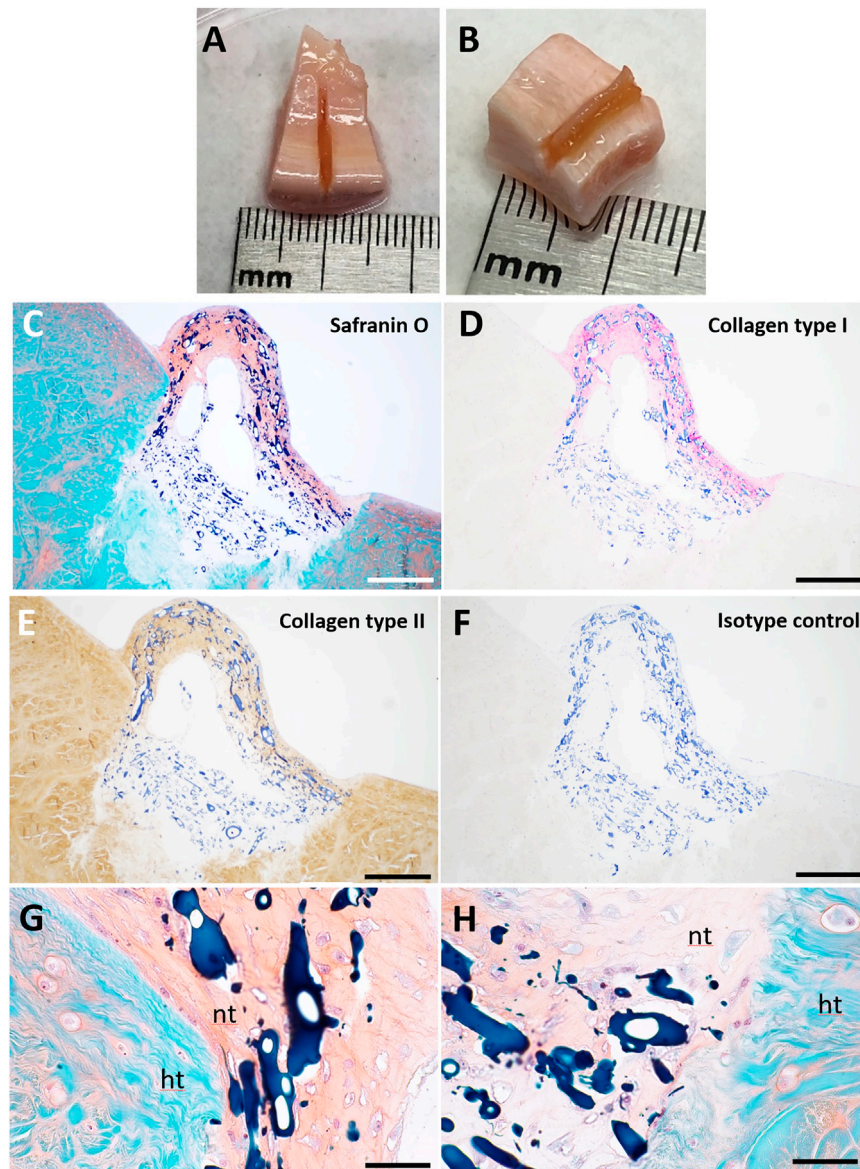 A
B
mm
mm
C
Safranin O
D
Collagen type I
E
Collagen type II
F
Isotype control
G
nt
ht
H
nt
ht